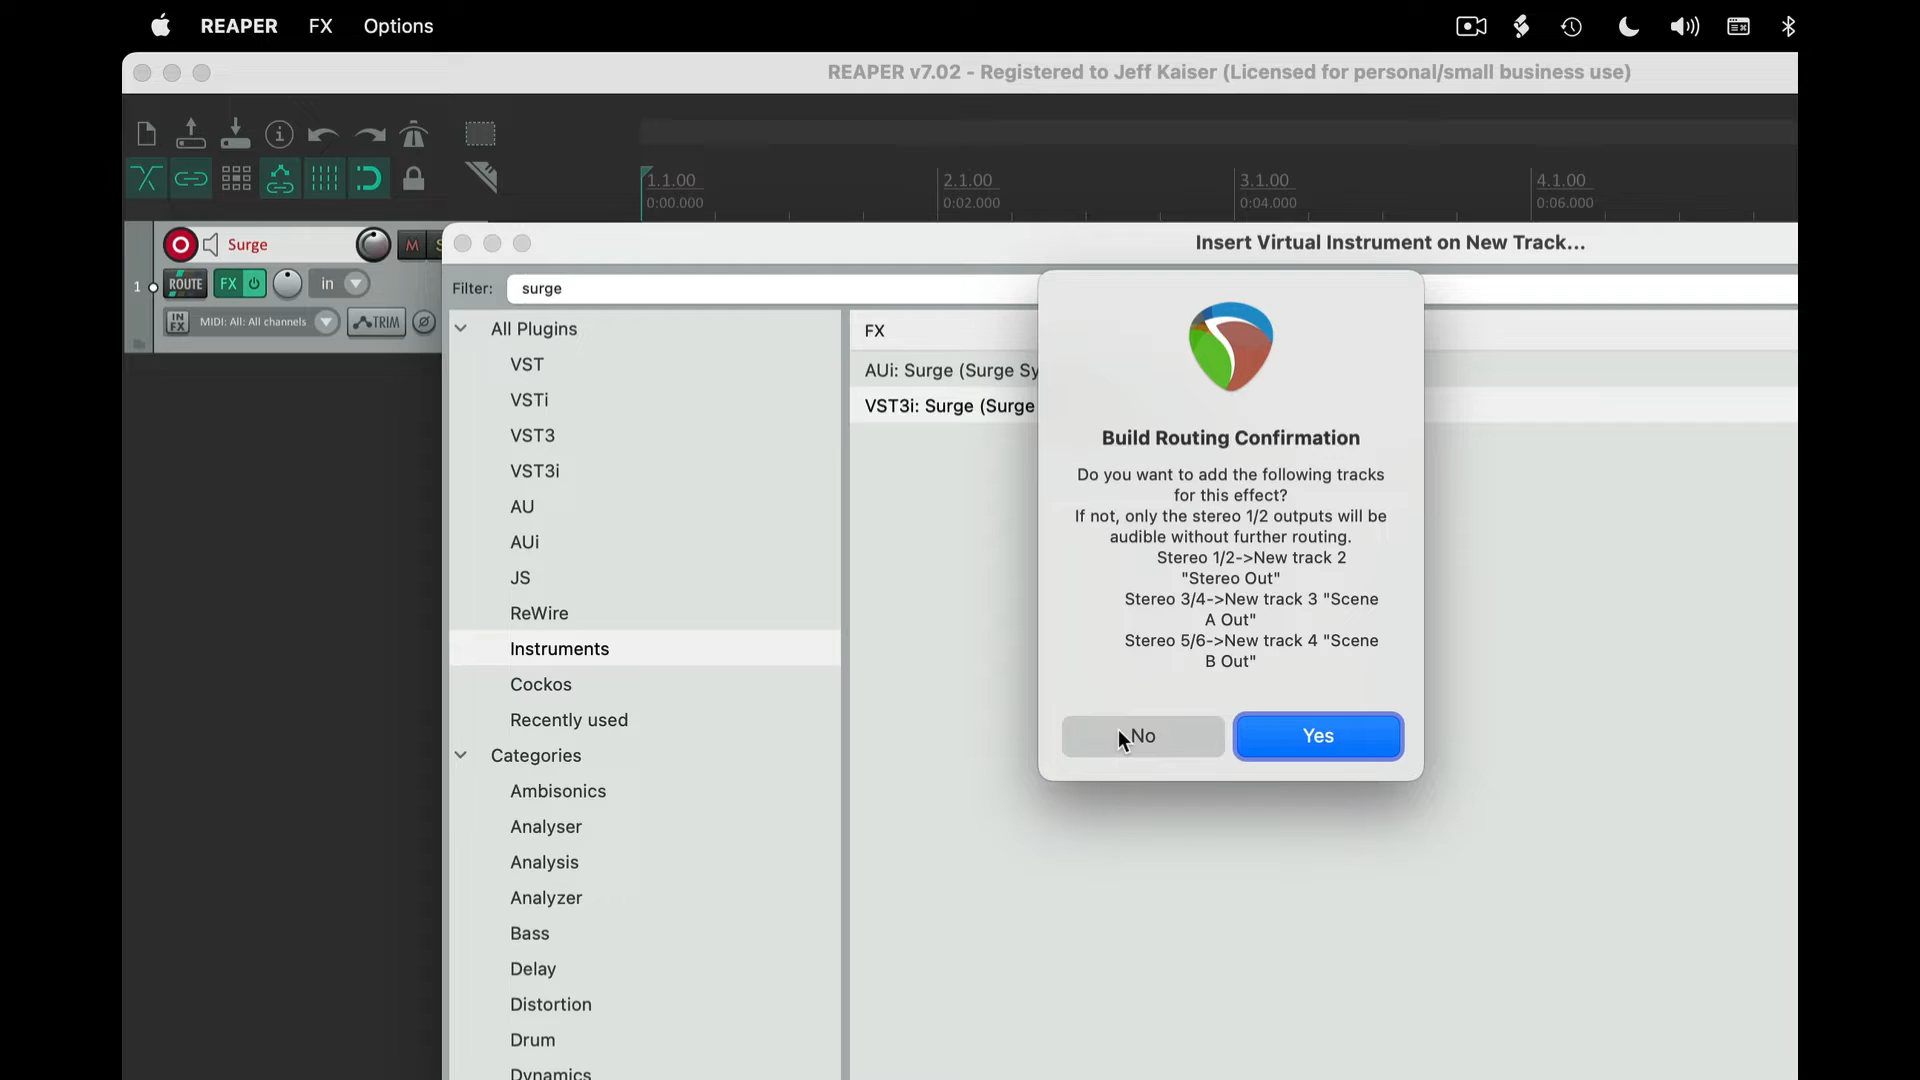 REAPER FX Options
REAPER v7.02 - Registered to Jeff Kaiser (Licensed for personal/small business use)
1.1.00 2.1.00 3.1.00 4.1.00
0:00.000 0:02.000 0:04.000 0:06.000
Surge M S
Insert Virtual Instrument on New Track...
1 ROUTE FX in
Filter: surge
IN FX MIDI: All: All channels TRIM
All Plugins
VST
VSTi
VST3
VST3i
AU
AUi
JS
ReWire
Instruments
Cockos
Recently used
Categories
Ambisonics
Analyser
Analysis
Analyzer
Bass
Delay
Distortion
Drum
Dynamics
FX
AUi: Surge (Surge Sy
VST3i: Surge (Surge
Build Routing Confirmation
Do you want to add the following tracks
for this effect?
If not, only the stereo 1/2 outputs will be
audible without further routing.
Stereo 1/2->New track 2
"Stereo Out"
Stereo 3/4->New track 3 "Scene
A Out"
Stereo 5/6->New track 4 "Scene
B Out"
No Yes